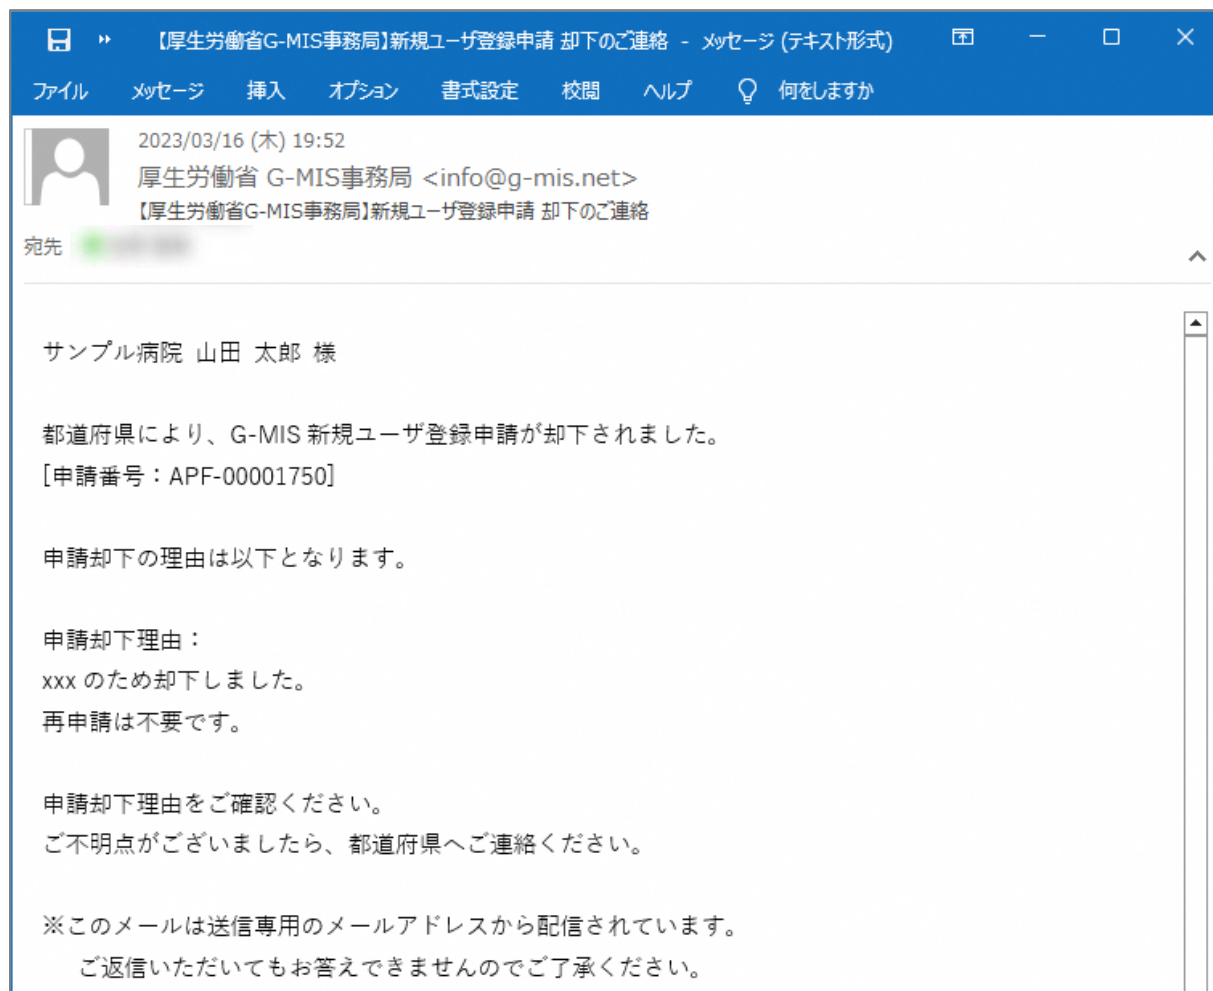 【厚生労働省G-MIS事務局】新規ユーザ登録申請 却下のご連絡 - メッセージ (テキスト形式)
ファイル メッセージ 挿入 オプション 書式設定 校閲 ヘルプ 何をしますか
2023/03/16 (木) 19:52
厚生労働省 G-MIS事務局 <info@g-mis.net>
【厚生労働省G-MIS事務局】新規ユーザ登録申請 却下のご連絡
宛先
サンプル病院 山田 太郎 様
都道府県により、G-MIS 新規ユーザ登録申請が却下されました。
[申請番号：APF-00001750]
申請却下の理由は以下となります。
申請却下理由：
xxx のため却下しました。
再申請は不要です。
申請却下理由をご確認ください。
ご不明点がございましたら、都道府県へご連絡ください。
※このメールは送信専用のメールアドレスから配信されています。
ご返信いただいてもお答えできませんのでご了承ください。